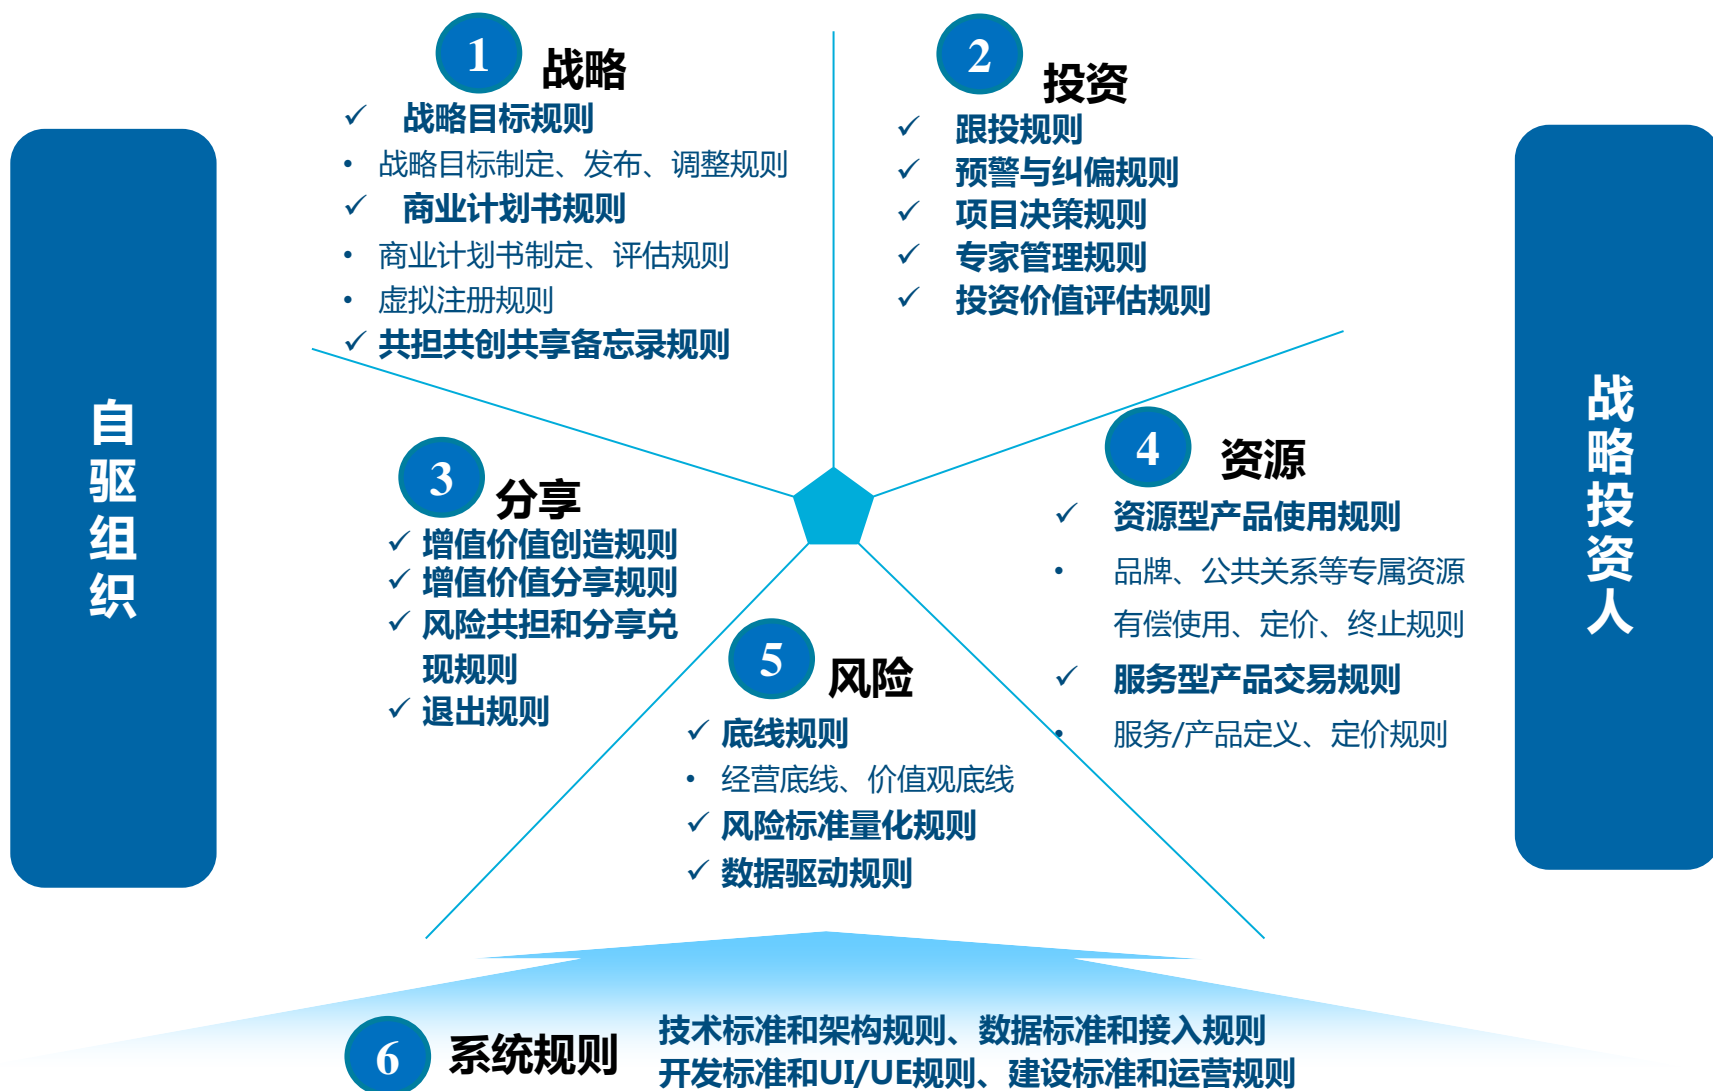 自驱组织
1 战略
✓ 战略目标规则
• 战略目标制定、发布、调整规则
✓ 商业计划书规则
• 商业计划书制定、评估规则
• 虚拟注册规则
✓ 共担共创共享备忘录规则
2 投资
✓ 跟投规则
✓ 预警与纠偏规则
✓ 项目决策规则
✓ 专家管理规则
✓ 投资价值评估规则
3 分享
✓ 增值价值创造规则
✓ 增值价值分享规则
✓ 风险共担和分享兑
现规则
✓ 退出规则
4 资源
✓ 资源型产品使用规则
• 品牌、公共关系等专属资源
有偿使用、定价、终止规则
✓ 服务型产品交易规则
• 服务/产品定义、定价规则
5 风险
✓ 底线规则
• 经营底线、价值观底线
✓ 风险标准量化规则
✓ 数据驱动规则
战略投资人
6 系统规则
技术标准和架构规则、数据标准和接入规则
开发标准和UI/UE规则、建设标准和运营规则